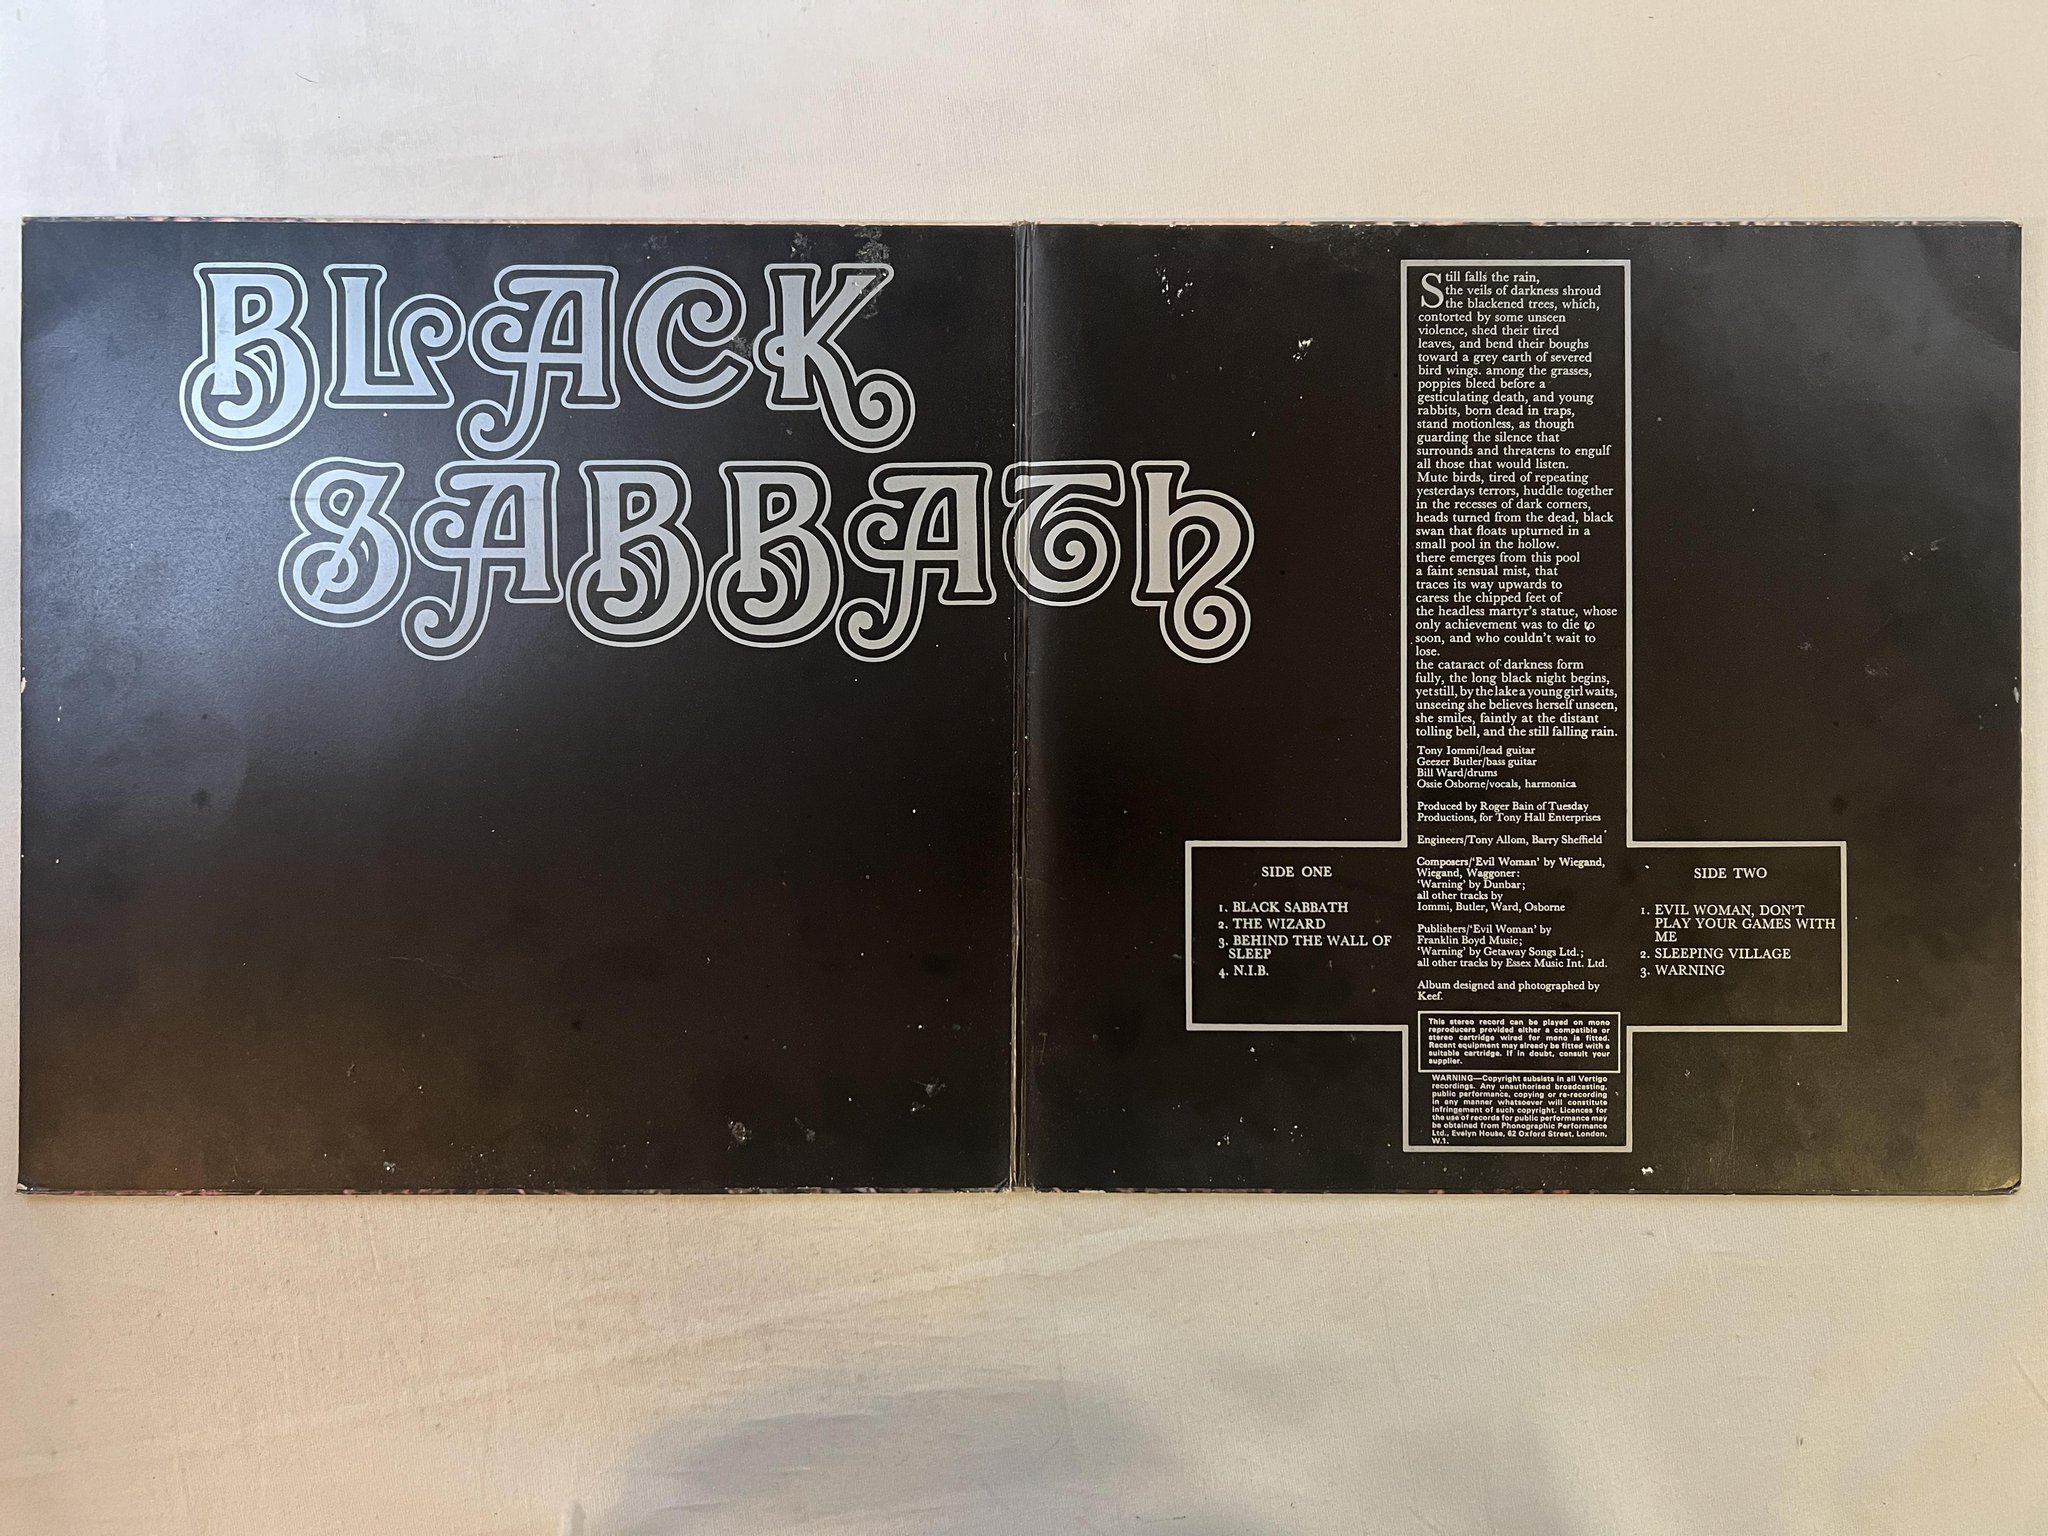 BLACK
SABBATH
Still falls the rain,
the veils of darkness shroud
the blackened trees, which,
contorted by some unseen
violence, shed their tired
leaves, and bend their boughs
toward a grey earth of severed
bird wings. among the grasses,
poppies bleed before a
gesticulating death, and young
rabbits, born dead in traps,
stand motionless, as though
guarding the silence that
surrounds and threatens to engulf
all those that would listen.
Mute birds, tired of repeating
yesterdays terrors, huddle together
in the recesses of dark corners,
heads turned from the dead, black
swan that floats upturned in a
small pool in the hollow.
there emerges from this pool
a faint sensual mist, that
traces its way upwards to
caress the chipped feet of
the headless martyr's statue, whose
only achievement was to die to
soon, and who couldn't wait to
lose.
the cataract of darkness form
fully, the long black night begins,
yet still, by the lake a young girl waits,
unseeing she believes herself unseen,
she smiles, faintly at the distant
tolling bell, and the still falling rain.
Tony Iommi/lead guitar
Geezer Butler/bass guitar
Bill Ward/drums
Ossie Osborne/vocals, harmonica
Produced by Roger Bain of Tuesday
Productions, for Tony Hall Enterprises
Engineers/Tony Allom, Barry Sheffield
Composers/'Evil Woman' by Wiegand,
Wiegand, Waggoner:
'Warning' by Dunbar;
all other tracks by
Iommi, Butler, Ward, Osborne
Publishers/'Evil Woman' by
Franklin Boyd Music;
'Warning' by Getaway Songs Ltd.;
all other tracks by Essex Music Int. Ltd.
Album designed and photographed by
Keef.
SIDE ONE
1. BLACK SABBATH
2. THE WIZARD
3. BEHIND THE WALL OF
SLEEP
4. N.I.B.
SIDE TWO
1. EVIL WOMAN, DON'T
PLAY YOUR GAMES WITH
ME
2. SLEEPING VILLAGE
3. WARNING
This stereo record can be played on mono
reproducers provided either a compatible or
stereo cartridge wired for mono is fitted.
Recent equipment may already be fitted with a
suitable cartridge. If in doubt, consult your
supplier.
WARNING—Copyright subsists in all Vertigo
recordings. Any unauthorised broadcasting,
public performance, copying or re-recording
in any manner whatsoever will constitute
infringement of such copyright. Licences for
the use of records for public performance may
be obtained from Phonographic Performance
Ltd., Evelyn House, 62 Oxford Street, London,
W.1.